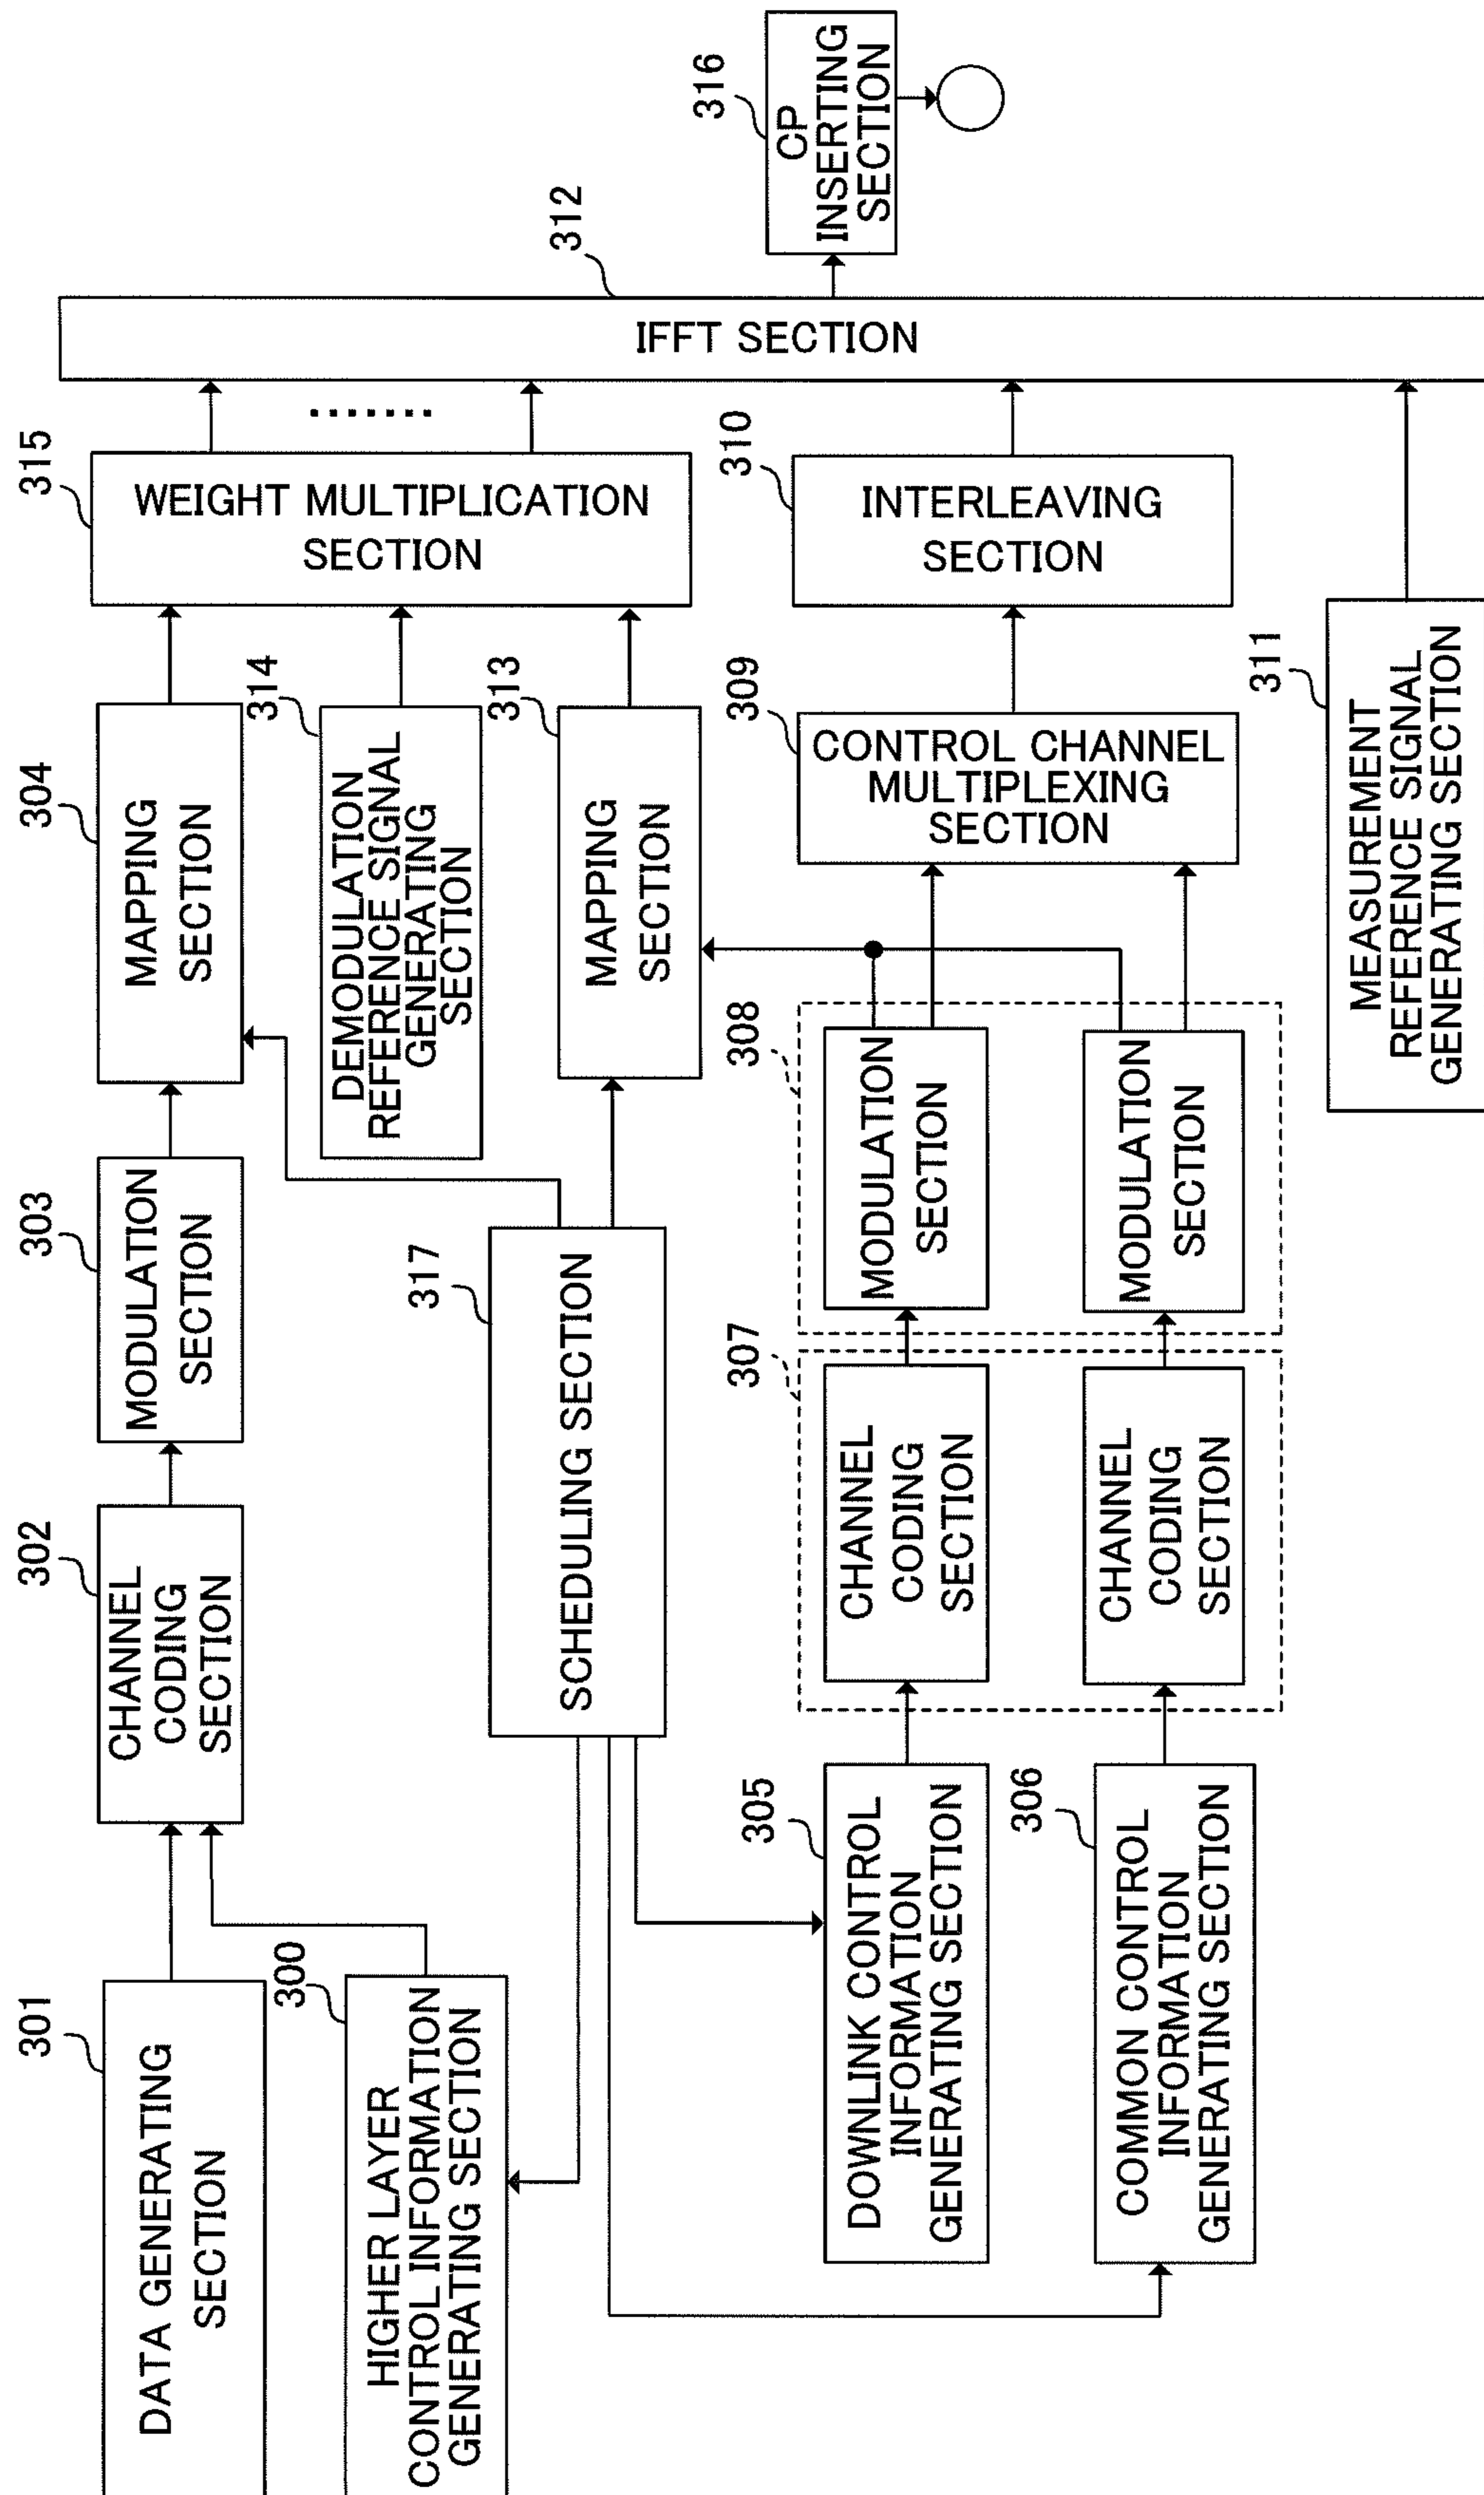 301
DATA GENERATING
SECTION
300
HIGHER LAYER
CONTROL INFORMATION
GENERATING SECTION
302
CHANNEL
CODING
SECTION
303
MODULATION
SECTION
304
MAPPING
SECTION
314
DEMODULATION
REFERENCE SIGNAL
GENERATING
SECTION
313
MAPPING
SECTION
315
WEIGHT MULTIPLICATION
SECTION
317
SCHEDULING SECTION
305
DOWNLINK CONTROL
INFORMATION
GENERATING SECTION
306
COMMON CONTROL
INFORMATION
GENERATING SECTION
307
CHANNEL
CODING
SECTION
CHANNEL
CODING
SECTION
308
MODULATION
SECTION
MODULATION
SECTION
309
CONTROL CHANNEL
MULTIPLEXING
SECTION
310
INTERLEAVING
SECTION
311
MEASUREMENT
REFERENCE SIGNAL
GENERATING SECTION
312
IFFT SECTION
316
CP
INSERTING
SECTION